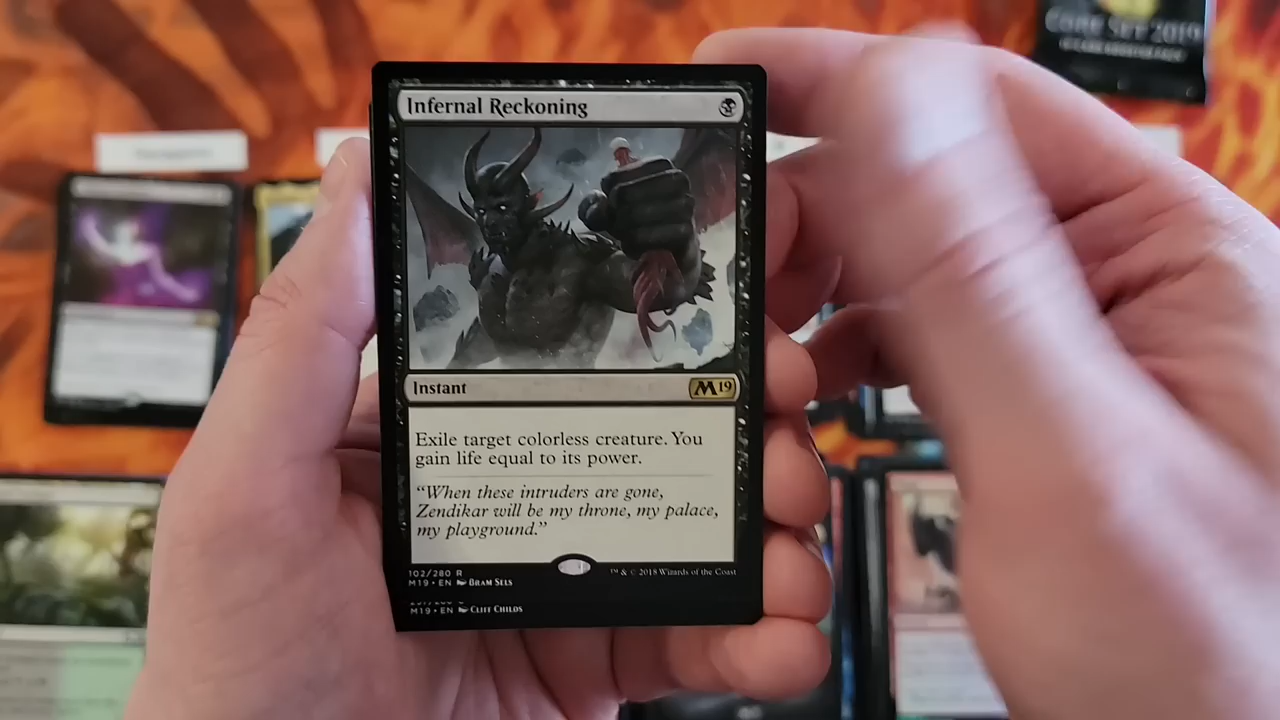 CORE SET 2019
Infernal Reckoning
Instant
M19
Exile target colorless creature. You
gain life equal to its power.
“When these intruders are gone,
Zendikar will be my throne, my palace,
my playground.”
102/280 R
M19 • EN Bram Sels
™ & © 2018 Wizards of the Coast
M19 • EN Cliff Childs